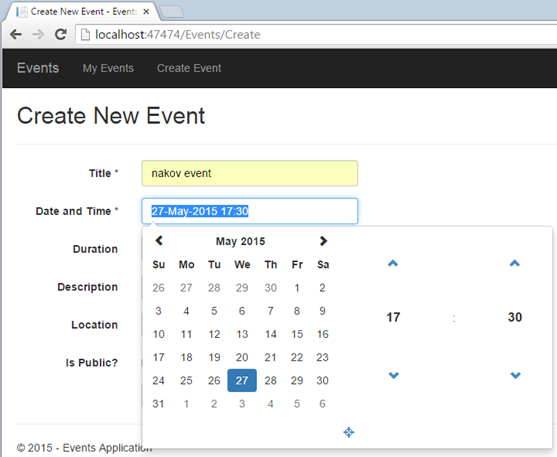 Create New Event - Events
localhost:47474/Events/Create
Events My Events Create Event
Create New Event
Title * nakov event
Date and Time * 27-May-2015 17:30
Duration
Description
Location
Is Public?
May 2015
Su Mo Tu We Th Fr Sa
26 27 28 29 30 1 2
3 4 5 6 7 8 9
10 11 12 13 14 15 16
17 18 19 20 21 22 23
24 25 26 27 28 29 30
31 1 2 3 4 5 6
17 : 30
© 2015 - Events Application